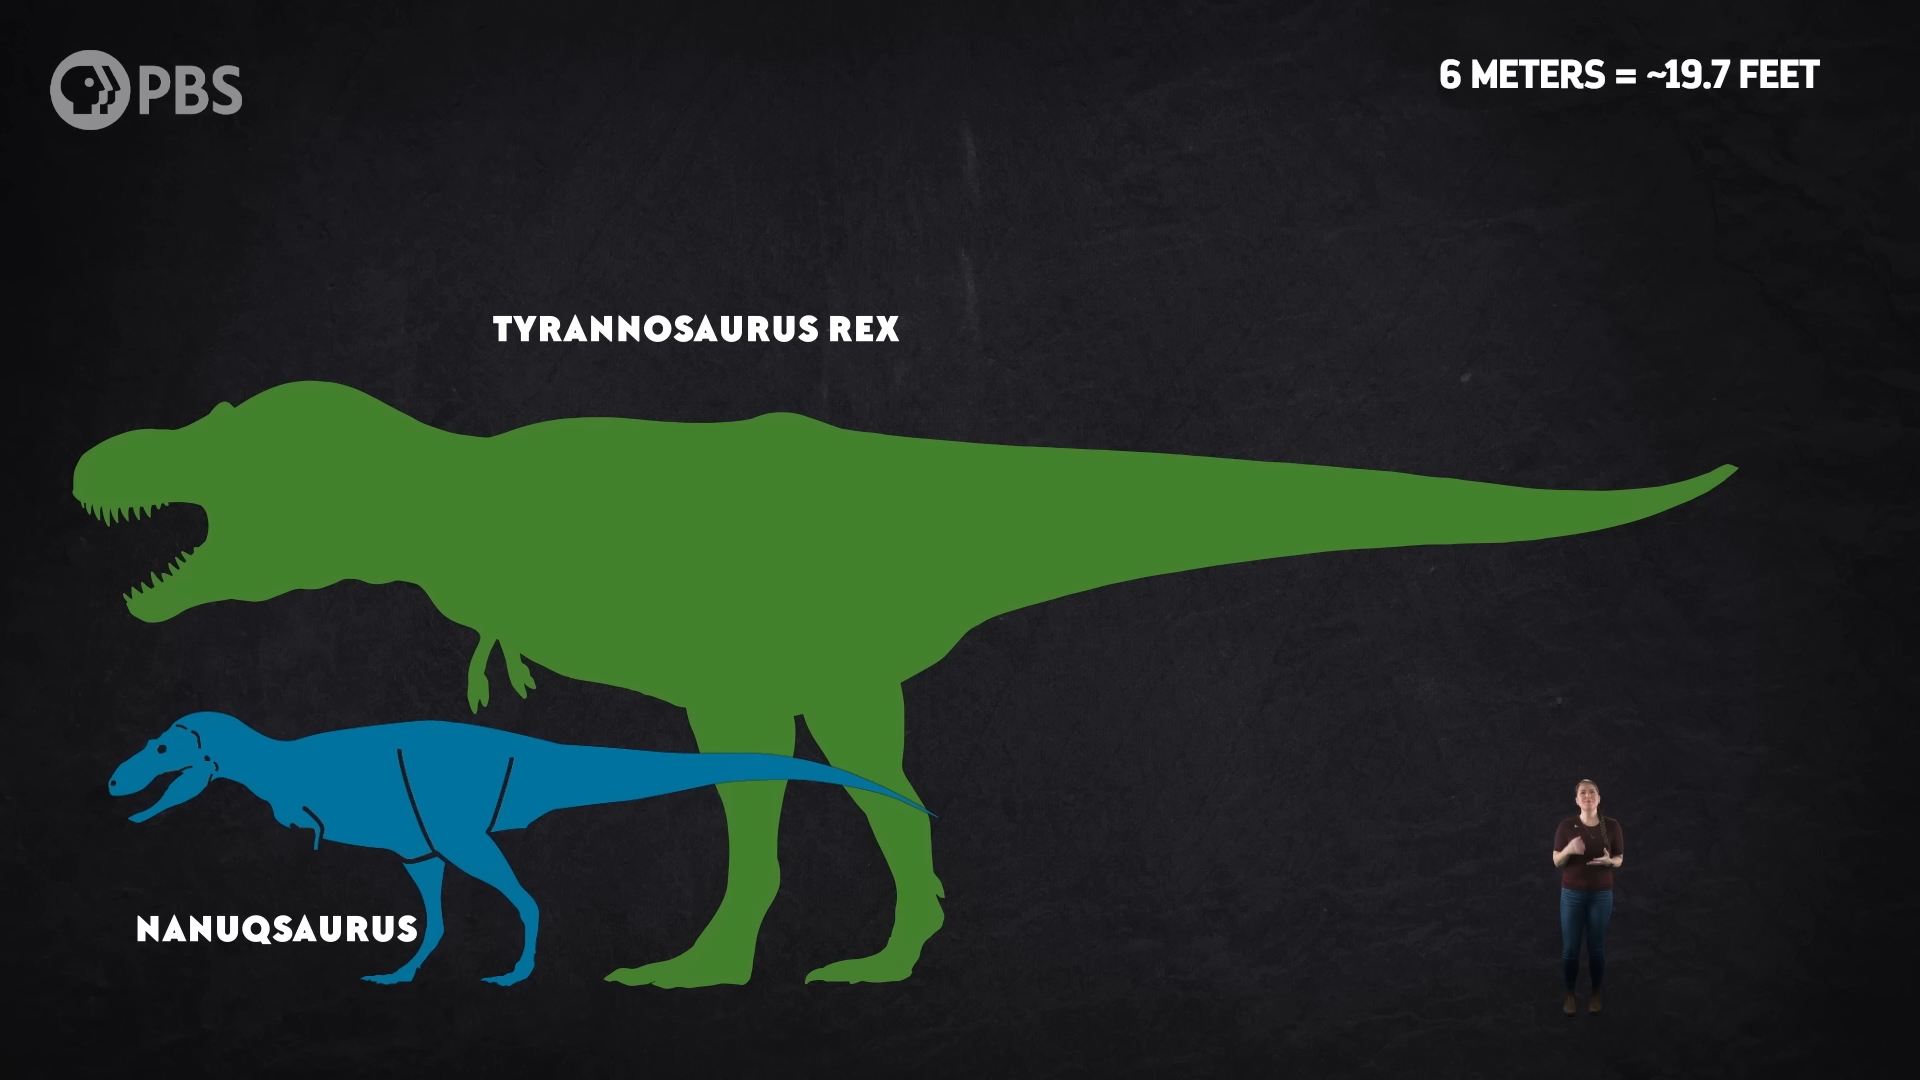 PBS
6 METERS = ~19.7 FEET
TYRANNOSAURUS REX
NANUQSAURUS